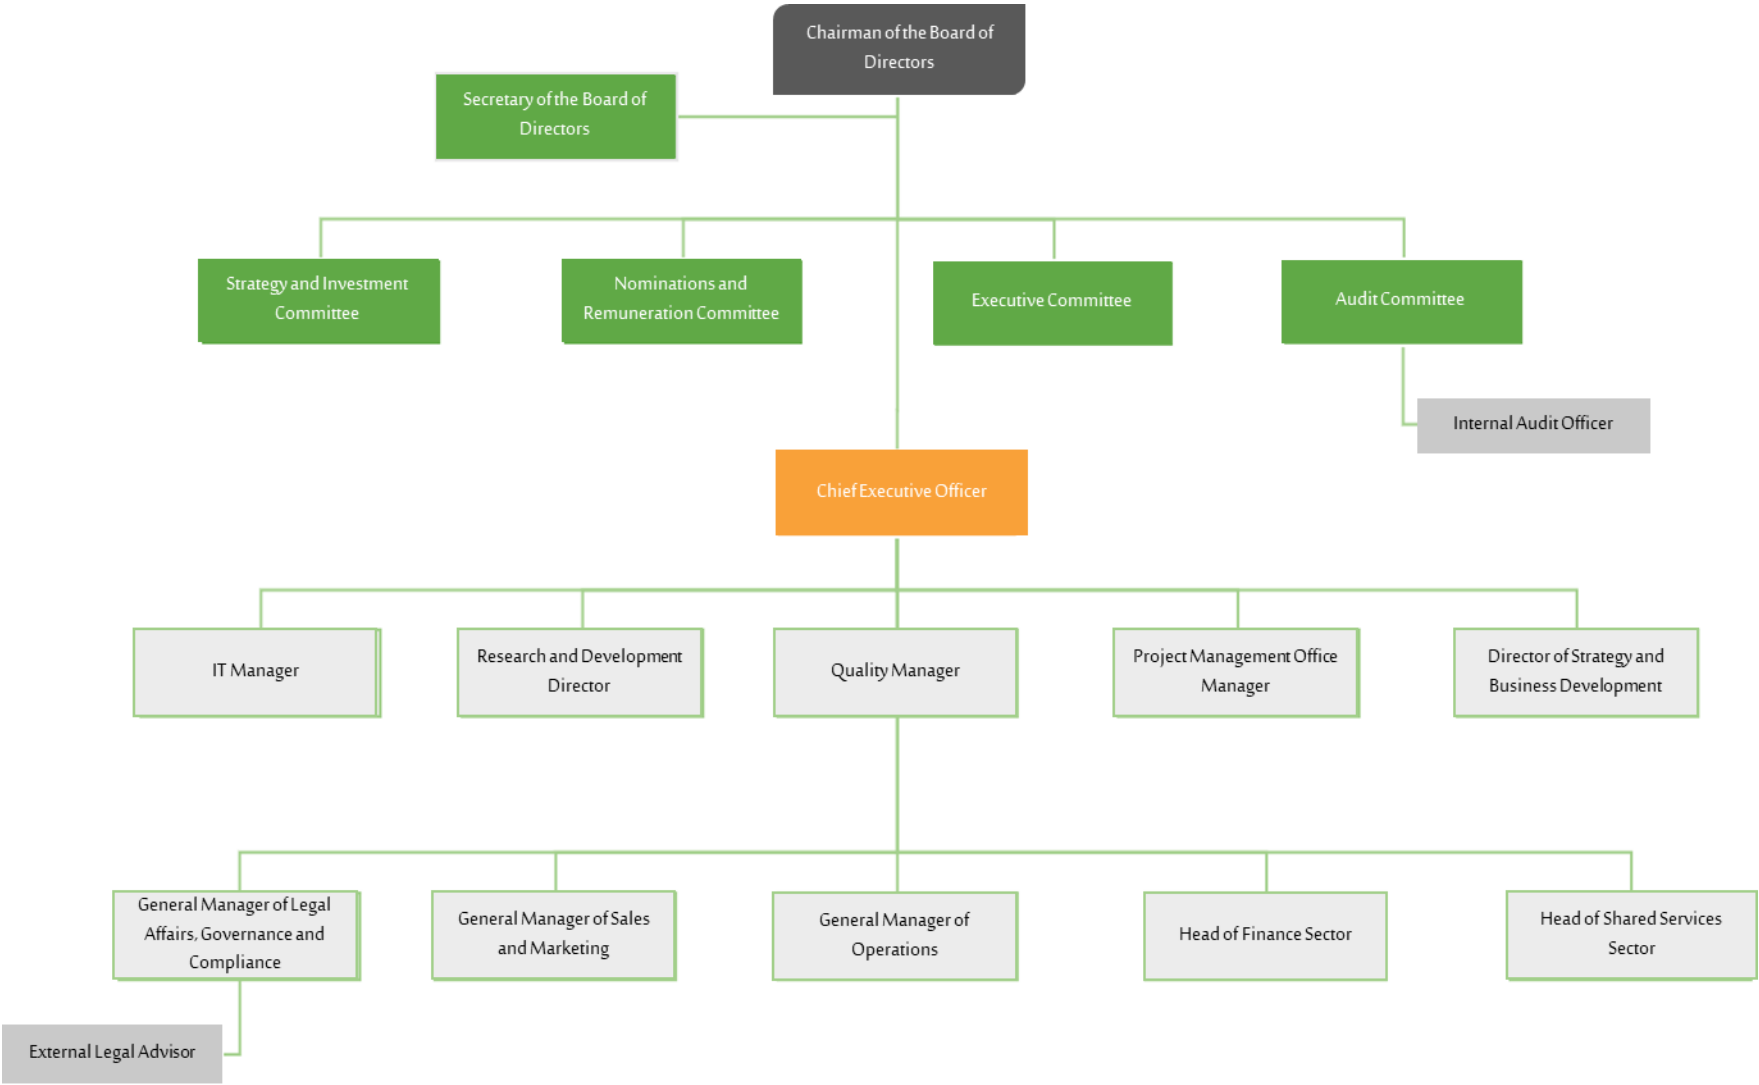 Chairman of the Board of
Directors
Secretary of the Board of
Directors
Strategy and Investment
Committee
Nominations and
Remuneration Committee
Executive Committee
Audit Committee
Internal Audit Officer
Chief Executive Officer
IT Manager
Research and Development
Director
Quality Manager
Project Management Office
Manager
Director of Strategy and
Business Development
General Manager of Legal
Affairs, Governance and
Compliance
General Manager of Sales
and Marketing
General Manager of
Operations
Head of Finance Sector
Head of Shared Services
Sector
External Legal Advisor